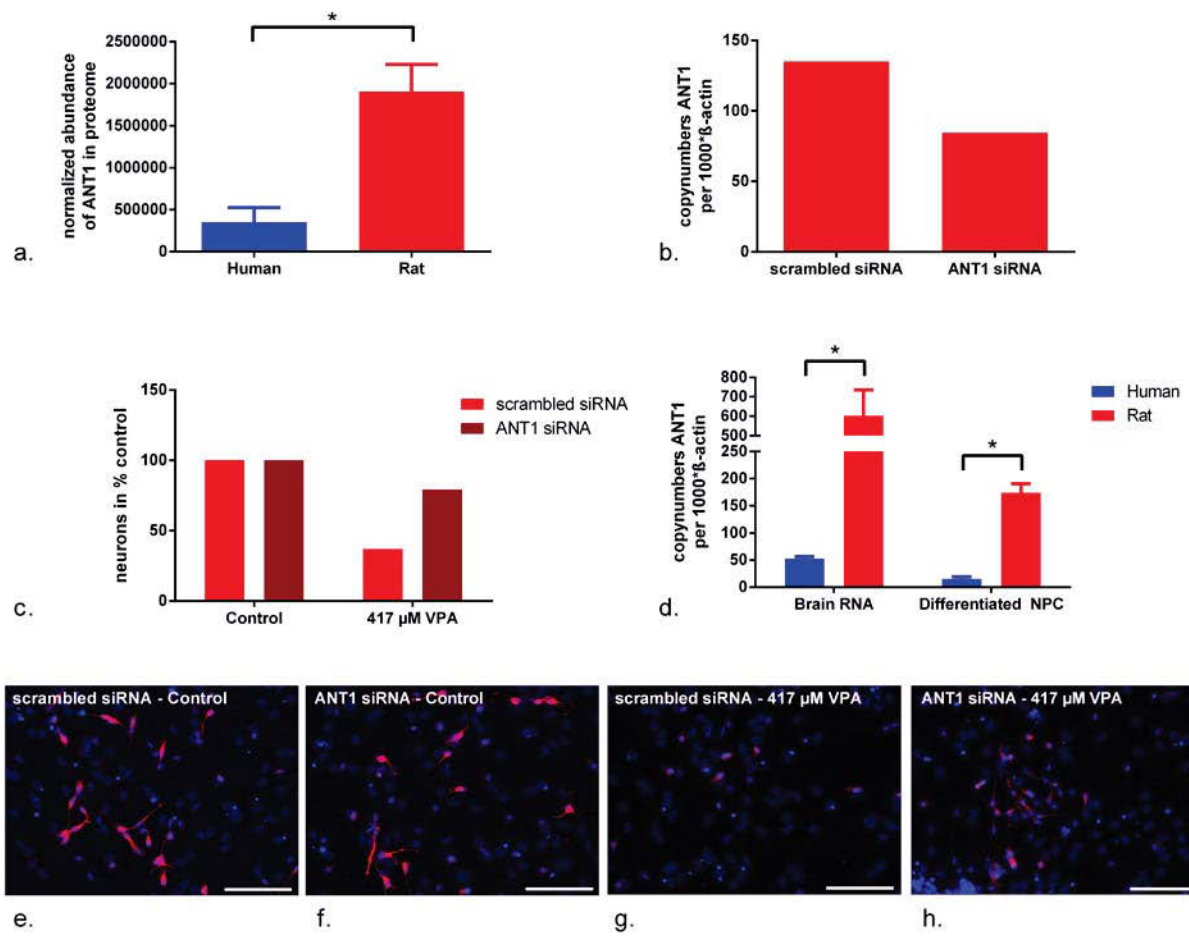 *
normalized abundance
of ANT1 in proteome
2500000
2000000
1500000
1000000
500000
0
Human
Rat
a.
copynumbers ANT1
per 1000*ß-actin
150
100
50
0
scrambled siRNA
ANT1 siRNA
b.
neurons in % control
150
100
50
0
Control
417 µM VPA
scrambled siRNA
ANT1 siRNA
c.
copynumbers ANT1
per 1000*ß-actin
800
700
600
500
250
200
150
100
50
0
*
*
Brain RNA
Differentiated NPC
Human
Rat
d.
scrambled siRNA - Control
e.
ANT1 siRNA - Control
f.
scrambled siRNA - 417 µM VPA
g.
ANT1 siRNA - 417 µM VPA
h.